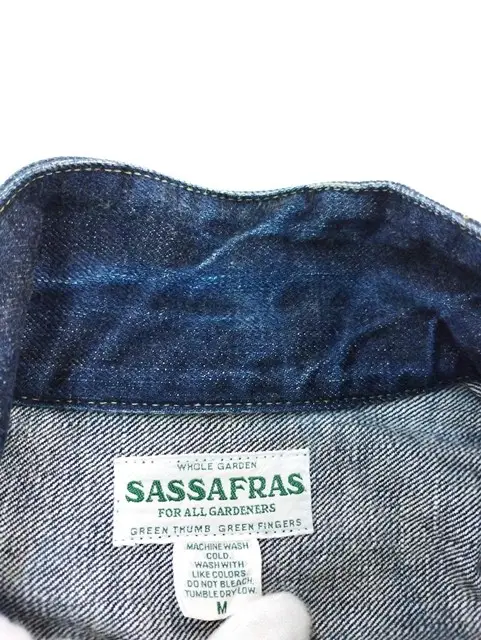 WHOLE GARDEN
SASSAFRAS
FOR ALL GARDENERS
GREEN THUMB GREEN FINGERS
MACHINE WASH
COLD.
WASH WITH
LIKE COLORS
DO NOT BLEACH.
TUMBLE DRY LOW.
M